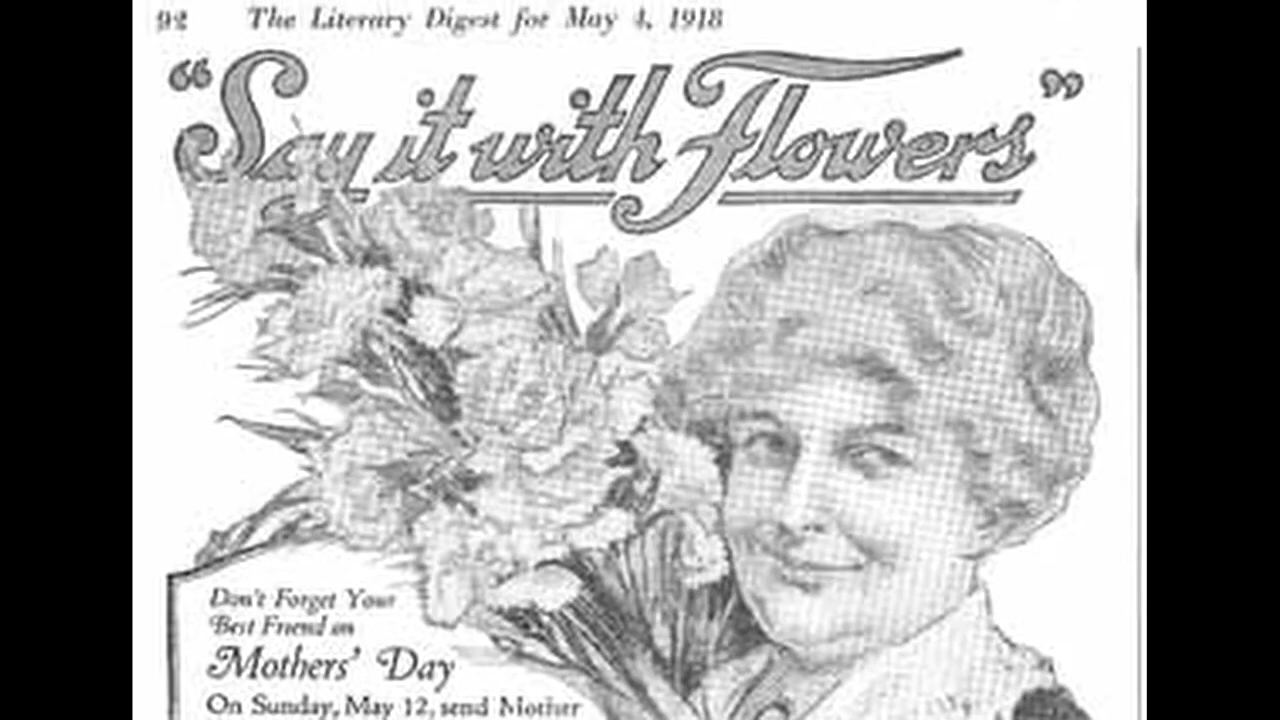 92 The Literary Digest for May 4, 1918
“Say it with Flowers”
Don't Forget Your
Best Friend on
Mothers' Day
On Sunday, May 12, send Mother